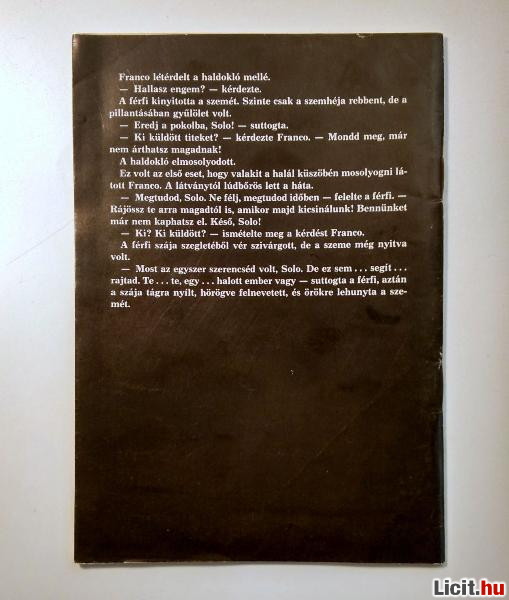 Franco létérdelt a haldokló mellé.
— Hallasz engem? — kérdezte.
A férfi kinyitotta a szemét. Szinte csak a szemhéja rebbent, de a
pillantásában gyűlölet volt.
— Eredj a pokolba, Solo! — suttogta.
— Ki küldött titeket? — kérdezte Franco. — Mondd meg, már
nem árthatsz magadnak!
A haldokló elmosolyodott.
Ez volt az első eset, hogy valakit a halál küszöbén mosolyogni lá-
tott Franco. A látványtól lúdbőrös lett a háta.
— Megtudod, Solo. Ne félj, megtudod időben — felelte a férfi. —
Rájössz te arra magadtól is, amikor majd kicsinálunk! Bennünket
már nem kaphatsz el. Késő, Solo!
— Ki? Ki küldött? — ismételte meg a kérdést Franco.
A férfi szája szegletéből vér szivárgott, de a szeme még nyitva
volt.
— Most az egyszer szerencséd volt, Solo. De ez sem . . . segít . . .
rajtad. Te . . . te, egy . . . halott ember vagy — suttogta a férfi, aztán
a szája tágra nyílt, hörögve felnevetett, és örökre lehunyta a sze-
mét.
Licit.hu